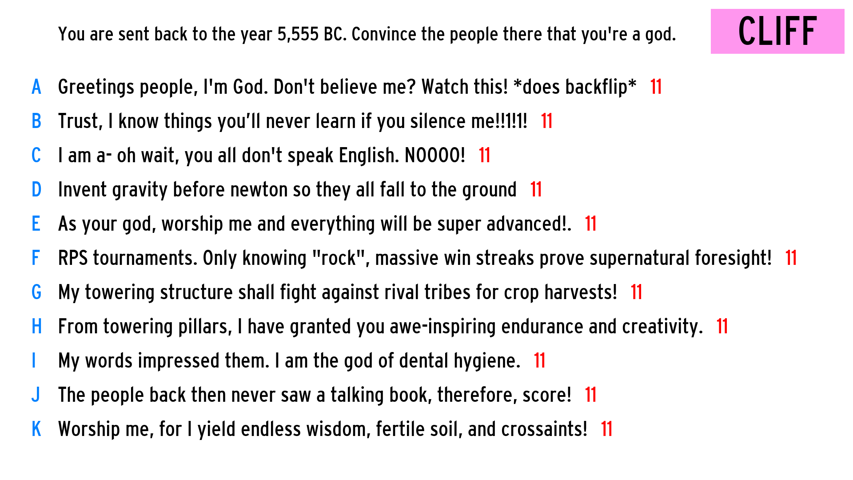 You are sent back to the year 5,555 BC. Convince the people there that you're a god.
CLIFF
A Greetings people, I'm God. Don't believe me? Watch this! *does backflip* 11
B Trust, I know things you’ll never learn if you silence me!!1!1! 11
C I am a- oh wait, you all don't speak English. NOOOO! 11
D Invent gravity before newton so they all fall to the ground 11
E As your god, worship me and everything will be super advanced!. 11
F RPS tournaments. Only knowing "rock", massive win streaks prove supernatural foresight! 11
G My towering structure shall fight against rival tribes for crop harvests! 11
H From towering pillars, I have granted you awe-inspiring endurance and creativity. 11
I My words impressed them. I am the god of dental hygiene. 11
J The people back then never saw a talking book, therefore, score! 11
K Worship me, for I yield endless wisdom, fertile soil, and crossaints! 11